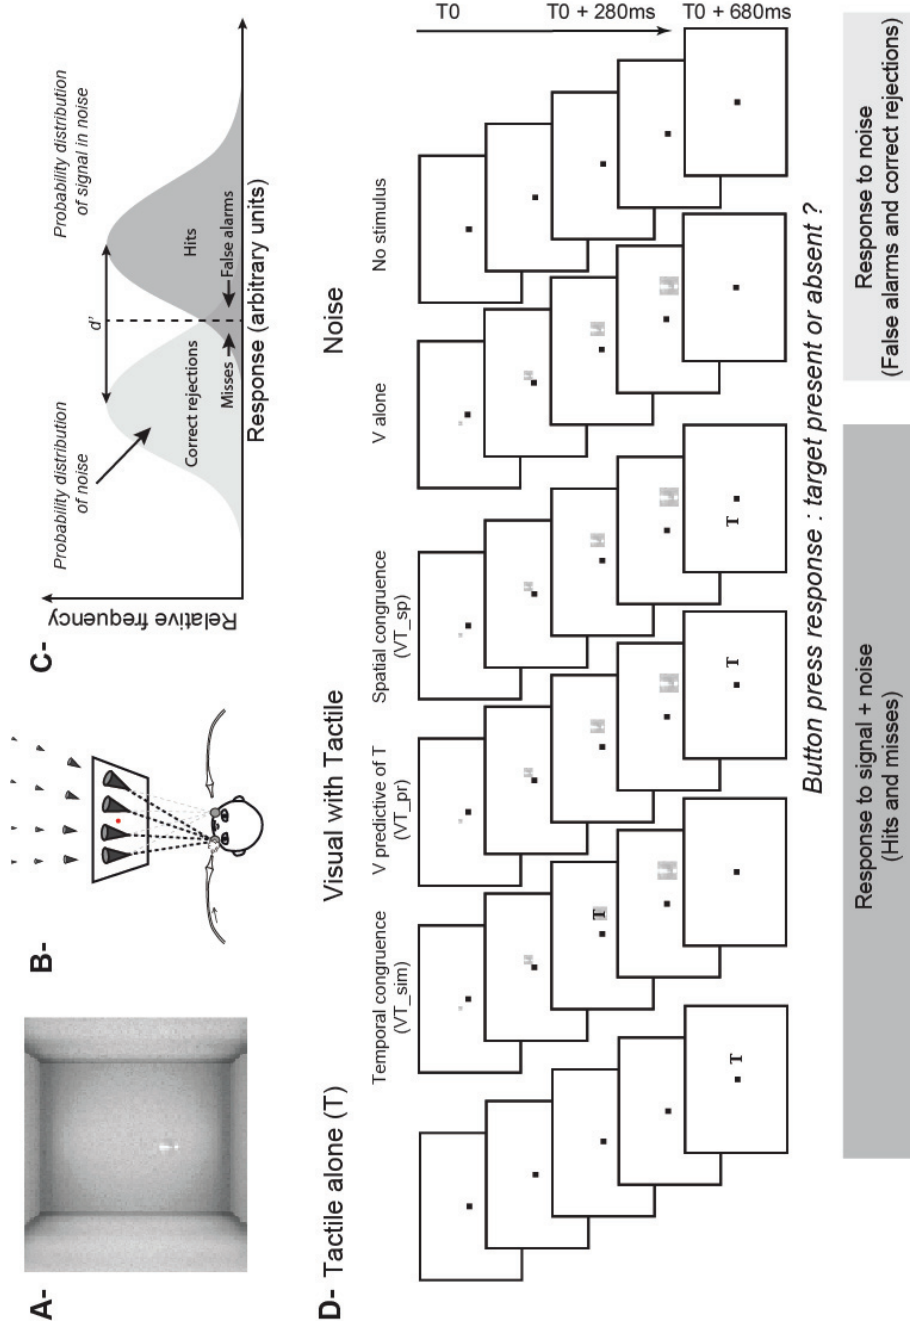 A-
B-
C-
Relative frequency
Probability distribution
of noise
Probability distribution
of signal in noise
d'
Correct rejections
Hits
Misses
False alarms
Response (arbitrary units)
D- Tactile alone (T)
Visual with Tactile
Noise
Temporal congruence
(VT_sim)
V predictive of T
(VT_pr)
Spatial congruence
(VT_sp)
V alone
No stimulus
T0
T0 + 280ms
T0 + 680ms
T
T
T
T
Button press response : target present or absent ?
Response to signal + noise
(Hits and misses)
Response to noise
(False alarms and correct rejections)